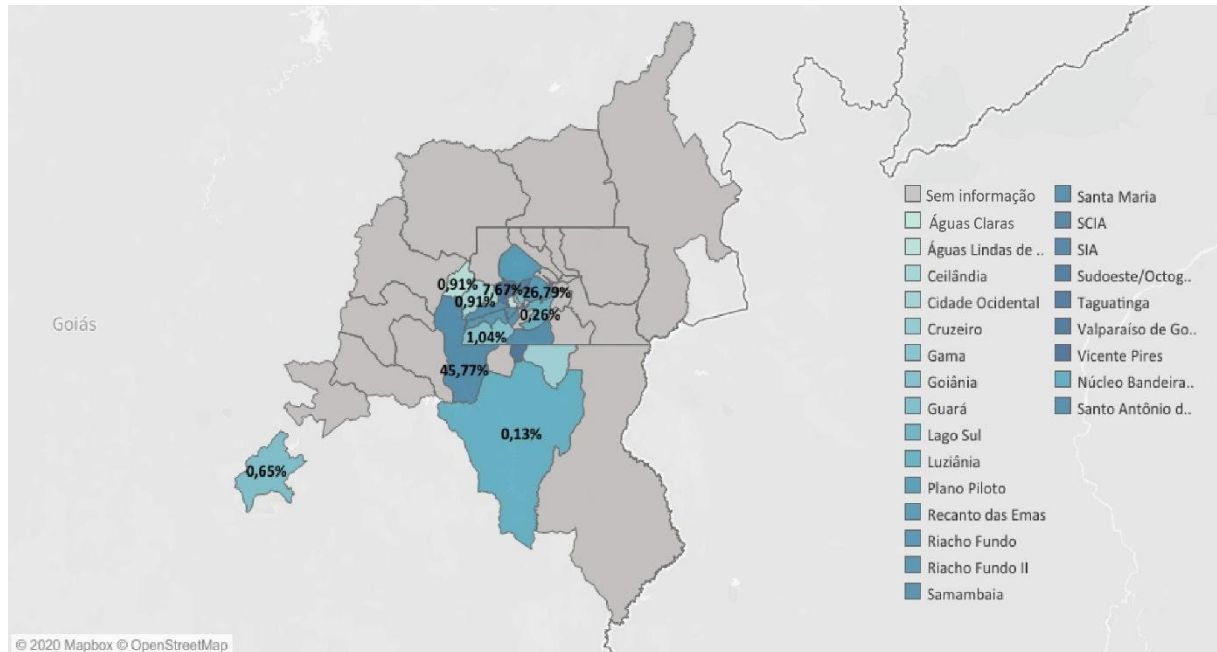 Goiás
0,91%
7,67%
26,79%
0,91%
0,26%
1,04%
45,77%
0,13%
0,65%
Sem informação
Águas Claras
Águas Lindas de ..
Ceilândia
Cidade Ocidental
Cruzeiro
Gama
Goiânia
Guará
Lago Sul
Luziânia
Plano Piloto
Recanto das Emas
Riacho Fundo
Riacho Fundo II
Samambaia
Santa Maria
SCIA
SIA
Sudoeste/Octog..
Taguatinga
Valparaíso de Go..
Vicente Pires
Núcleo Bandeira..
Santo Antônio d..
© 2020 Mapbox © OpenStreetMap